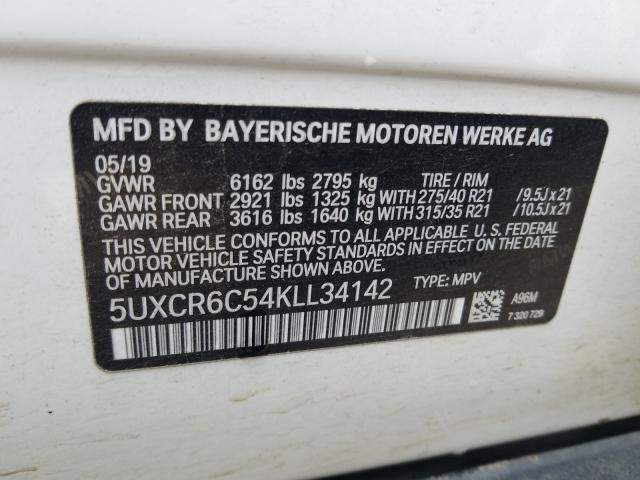 MFD BY BAYERISCHE MOTOREN WERKE AG
05/19
GVWR 6162 lbs 2795 kg TIRE / RIM
GAWR FRONT 2921 lbs 1325 kg WITH 275/40 R21 / 9.5J x 21
GAWR REAR 3616 lbs 1640 kg WITH 315/35 R21 / 10.5J x 21
THIS VEHICLE CONFORMS TO ALL APPLICABLE U. S. FEDERAL
MOTOR VEHICLE SAFETY STANDARDS IN EFFECT ON THE DATE
OF MANUFACTURE SHOWN ABOVE.
5UXCR6C54KLL34142 TYPE: MPV
A96M
7 320 729